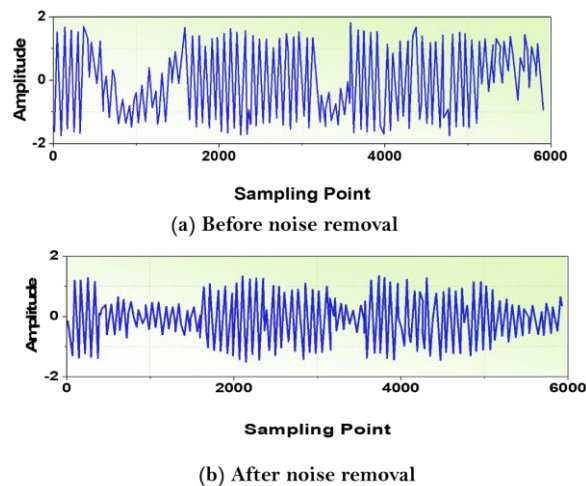 2
Amplitude
0
-2
0
2000
4000
6000
Sampling Point
(a) Before noise removal
2
Amplitude
0
-2
0
2000
4000
6000
Sampling Point
(b) After noise removal